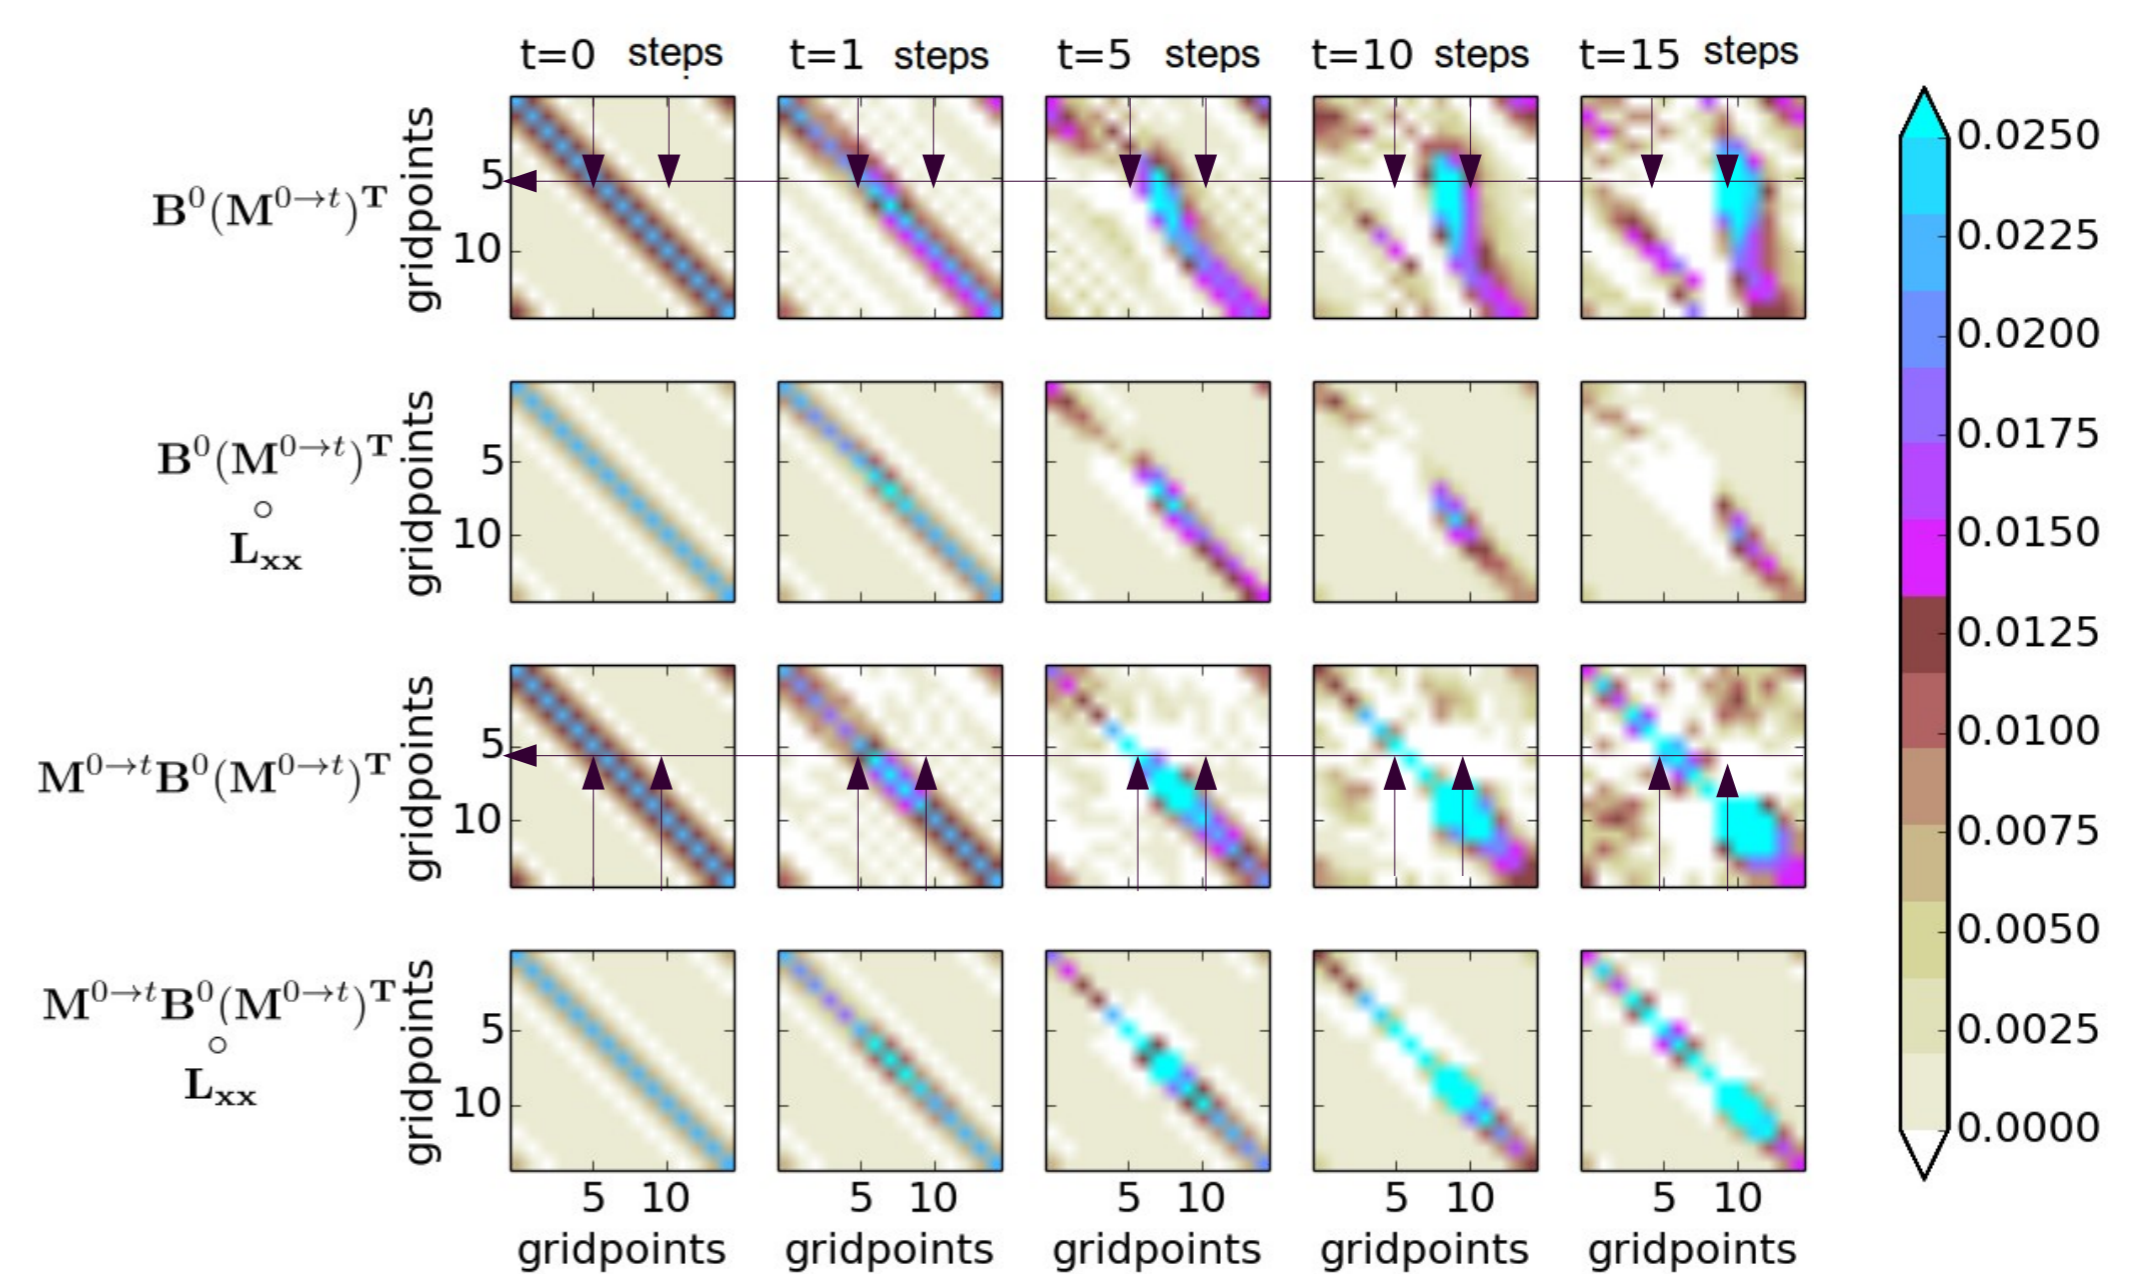 t=0 steps t=1 steps t=5 steps t=10 steps t=15 steps
B⁰(M⁰→ᵗ)ᵀ
gridpoints
5
10
B⁰(M⁰→ᵗ)ᵀ
∘
Lxx
gridpoints
5
10
M⁰→ᵗB⁰(M⁰→ᵗ)ᵀ
gridpoints
5
10
M⁰→ᵗB⁰(M⁰→ᵗ)ᵀ
∘
Lxx
gridpoints
5
10
5 10 5 10 5 10 5 10 5 10
gridpoints gridpoints gridpoints gridpoints gridpoints
0.0250
0.0225
0.0200
0.0175
0.0150
0.0125
0.0100
0.0075
0.0050
0.0025
0.0000